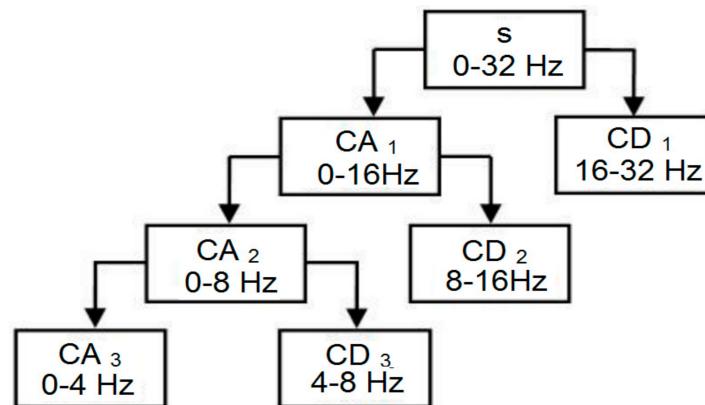 s
0-32 Hz
CA 1
0-16Hz
CD 1
16-32 Hz
CA 2
0-8 Hz
CD 2
8-16Hz
CA 3
0-4 Hz
CD 3
4-8 Hz